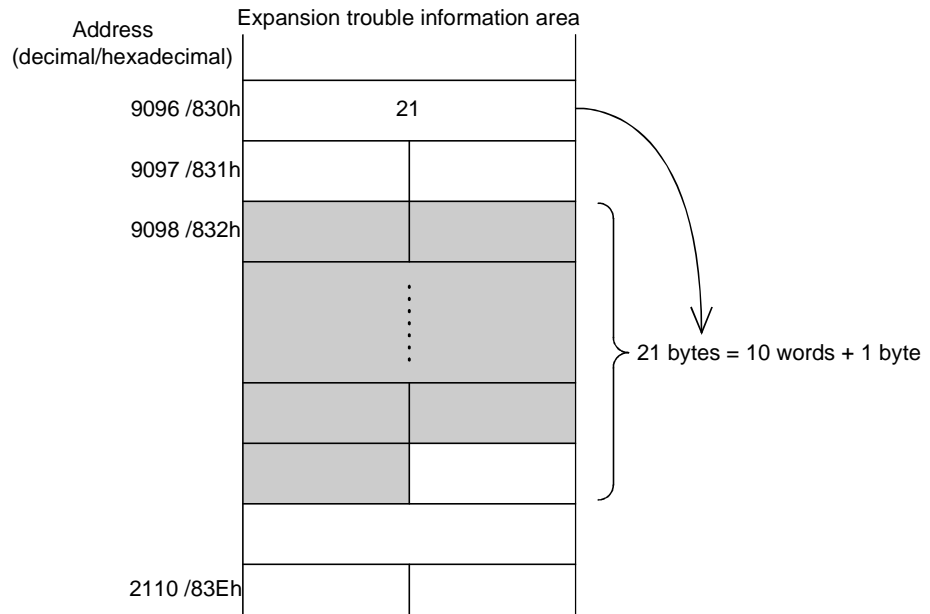 Expansion trouble information area
Address
(decimal/hexadecimal)
9096 /830h
21
9097 /831h
9098 /832h
21 bytes = 10 words + 1 byte
2110 /83Eh